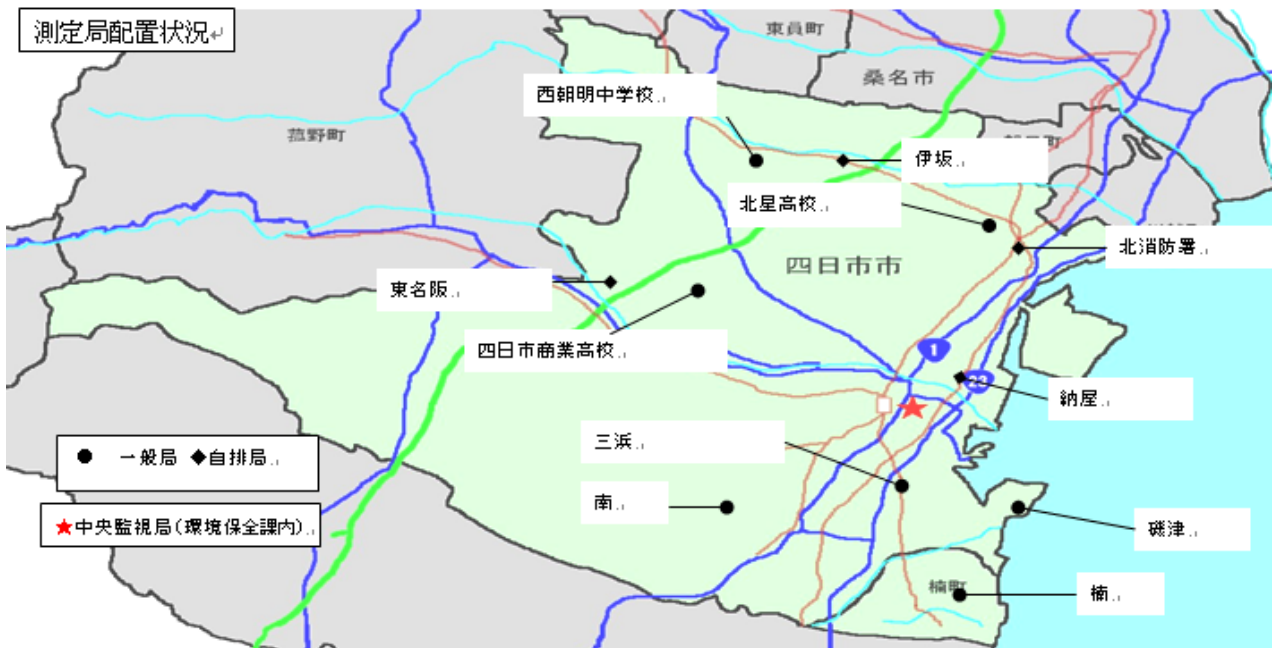 測定局配置状況
東員町
桑名市
西朝明中学校
菰野町
伊坂
北星高校
北消防署
四日市市
東名阪
四日市商業高校
1
23
納屋
三浜
● 一般局 ◆自排局
南
★中央監視局(環境保全課内)
磯津
楠町
楠